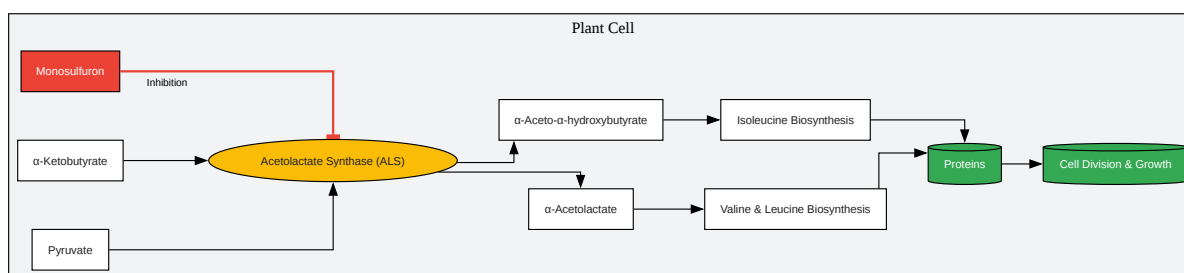 Plant Cell
Monosulfuron
Inhibition
α-Aceto-α-hydroxybutyrate
Isoleucine Biosynthesis
α-Ketobutyrate
Acetolactate Synthase (ALS)
Proteins
Cell Division & Growth
α-Acetolactate
Valine & Leucine Biosynthesis
Pyruvate